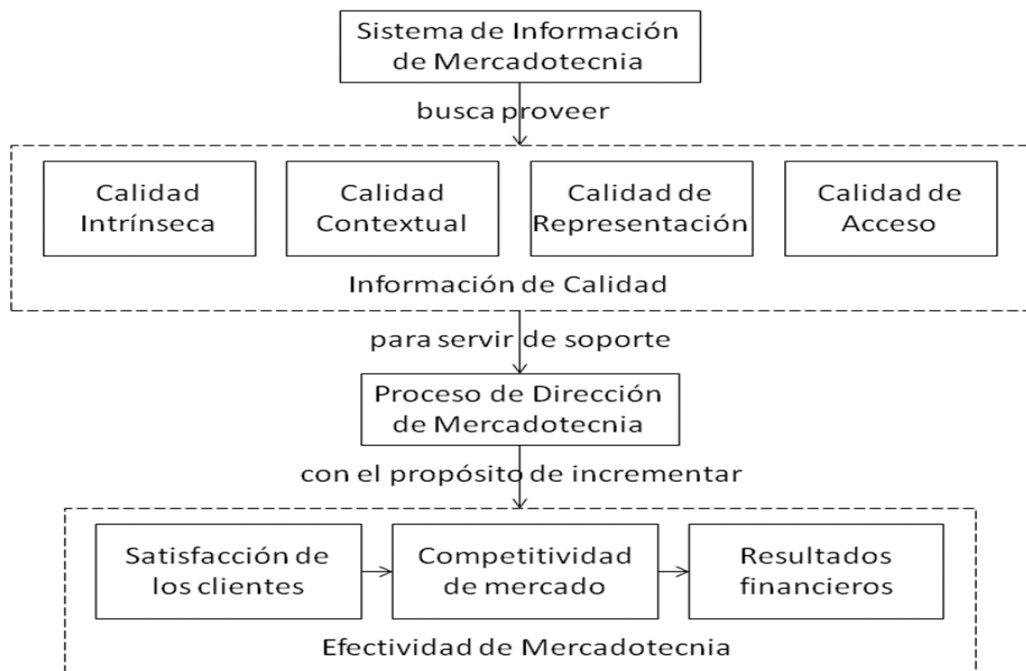 Sistema de Información
de Mercadotecnia
busca proveer
Calidad
Intrínseca
Calidad
Contextual
Calidad de
Representación
Calidad de
Acceso
Información de Calidad
para servir de soporte
Proceso de Dirección
de Mercadotecnia
con el propósito de incrementar
Satisfacción de
los clientes
Competitividad
de mercado
Resultados
financieros
Efectividad de Mercadotecnia